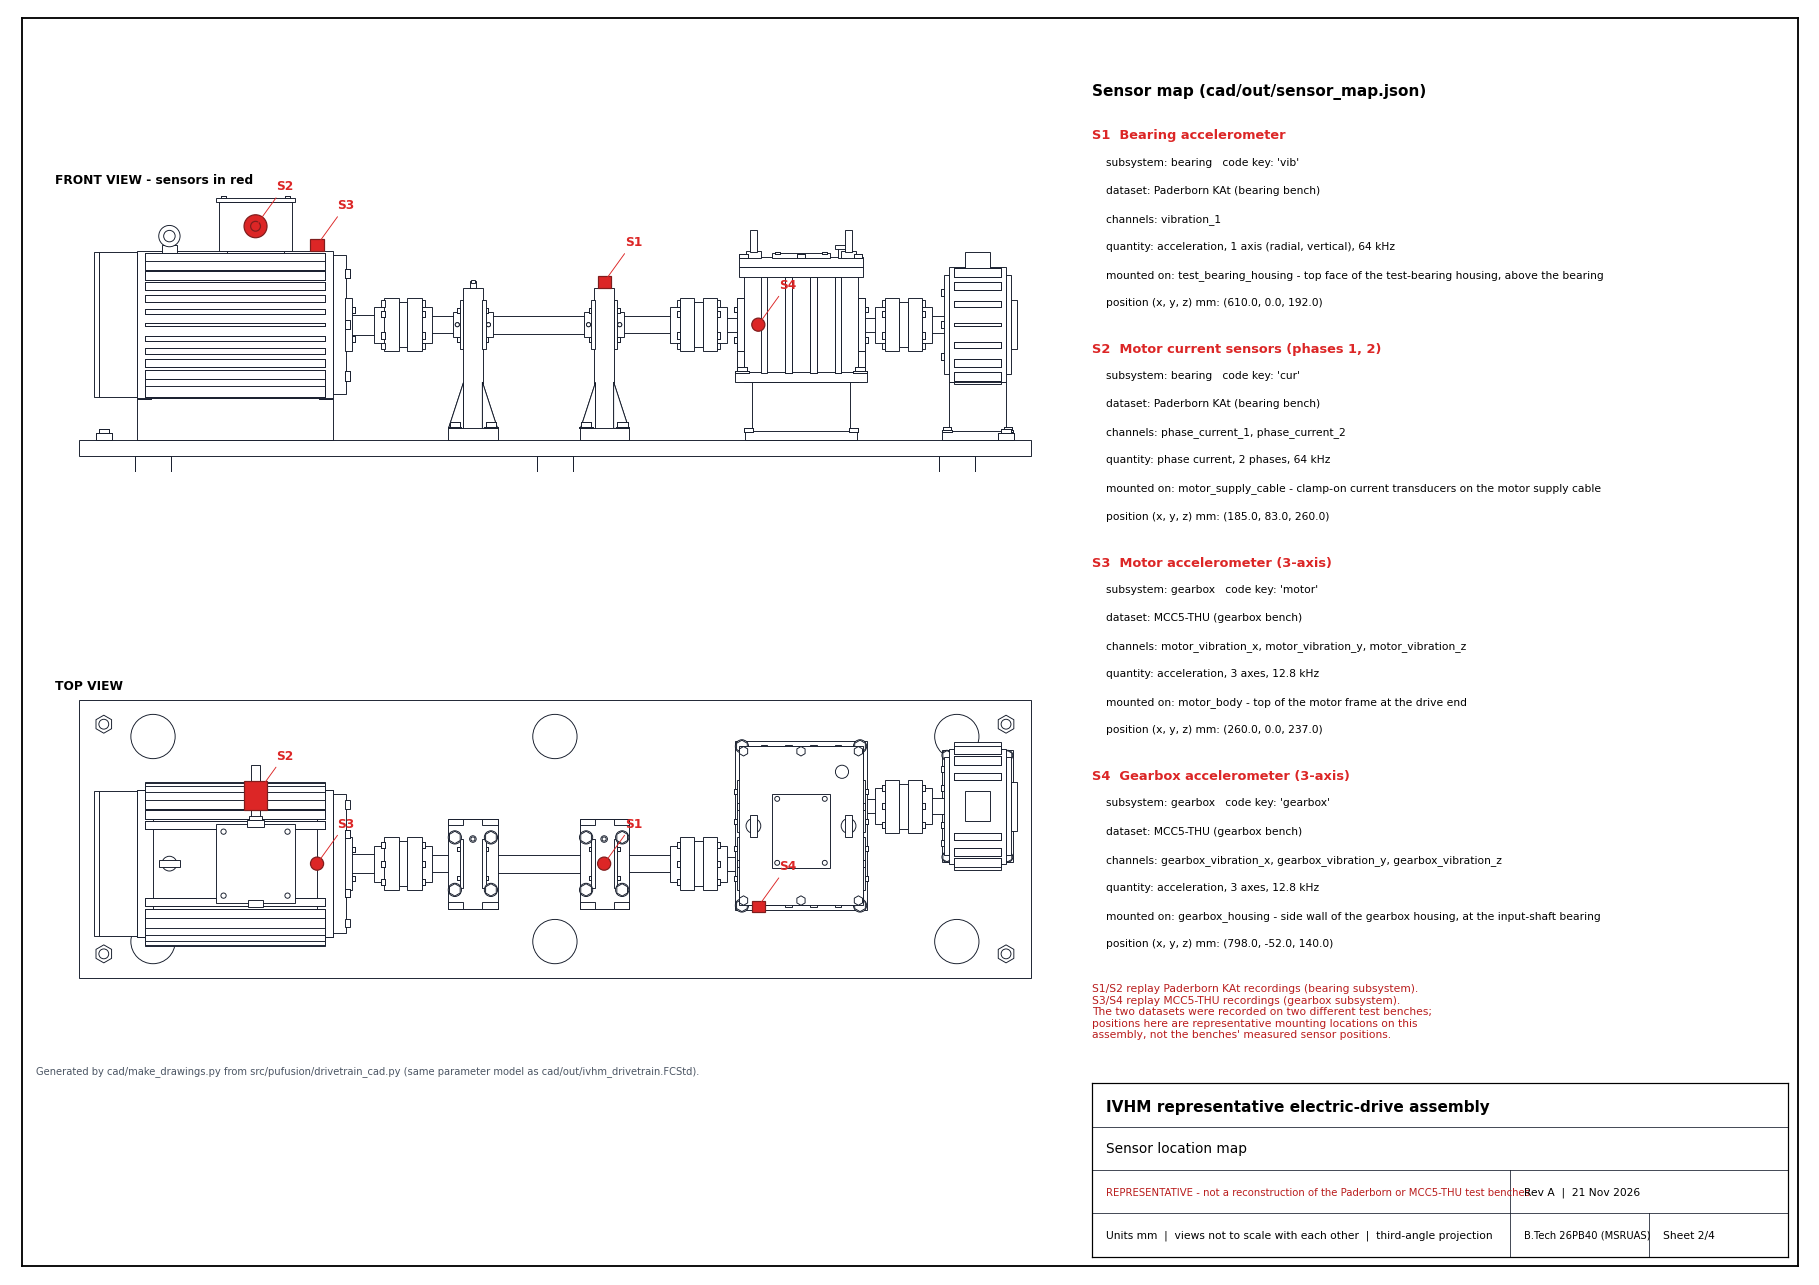 FRONT VIEW - sensors in red
S2
S3
S1
S4
TOP VIEW
S2
S3
S1
S4
Generated by cad/make_drawings.py from src/pufusion/drivetrain_cad.py (same parameter model as cad/out/ivhm_drivetrain.FCStd).
Sensor map (cad/out/sensor_map.json)
S1  Bearing accelerometer
subsystem: bearing   code key: 'vib'
dataset: Paderborn KAt (bearing bench)
channels: vibration_1
quantity: acceleration, 1 axis (radial, vertical), 64 kHz
mounted on: test_bearing_housing - top face of the test-bearing housing, above the bearing
position (x, y, z) mm: (610.0, 0.0, 192.0)
S2  Motor current sensors (phases 1, 2)
subsystem: bearing   code key: 'cur'
dataset: Paderborn KAt (bearing bench)
channels: phase_current_1, phase_current_2
quantity: phase current, 2 phases, 64 kHz
mounted on: motor_supply_cable - clamp-on current transducers on the motor supply cable
position (x, y, z) mm: (185.0, 83.0, 260.0)
S3  Motor accelerometer (3-axis)
subsystem: gearbox   code key: 'motor'
dataset: MCC5-THU (gearbox bench)
channels: motor_vibration_x, motor_vibration_y, motor_vibration_z
quantity: acceleration, 3 axes, 12.8 kHz
mounted on: motor_body - top of the motor frame at the drive end
position (x, y, z) mm: (260.0, 0.0, 237.0)
S4  Gearbox accelerometer (3-axis)
subsystem: gearbox   code key: 'gearbox'
dataset: MCC5-THU (gearbox bench)
channels: gearbox_vibration_x, gearbox_vibration_y, gearbox_vibration_z
quantity: acceleration, 3 axes, 12.8 kHz
mounted on: gearbox_housing - side wall of the gearbox housing, at the input-shaft bearing
position (x, y, z) mm: (798.0, -52.0, 140.0)
S1/S2 replay Paderborn KAt recordings (bearing subsystem).
S3/S4 replay MCC5-THU recordings (gearbox subsystem).
The two datasets were recorded on two different test benches;
positions here are representative mounting locations on this
assembly, not the benches' measured sensor positions.
IVHM representative electric-drive assembly
Sensor location map
REPRESENTATIVE - not a reconstruction of the Paderborn or MCC5-THU test benches
Rev A  |  21 Nov 2026
Units mm  |  views not to scale with each other  |  third-angle projection
B.Tech 26PB40 (MSRUAS)
Sheet 2/4